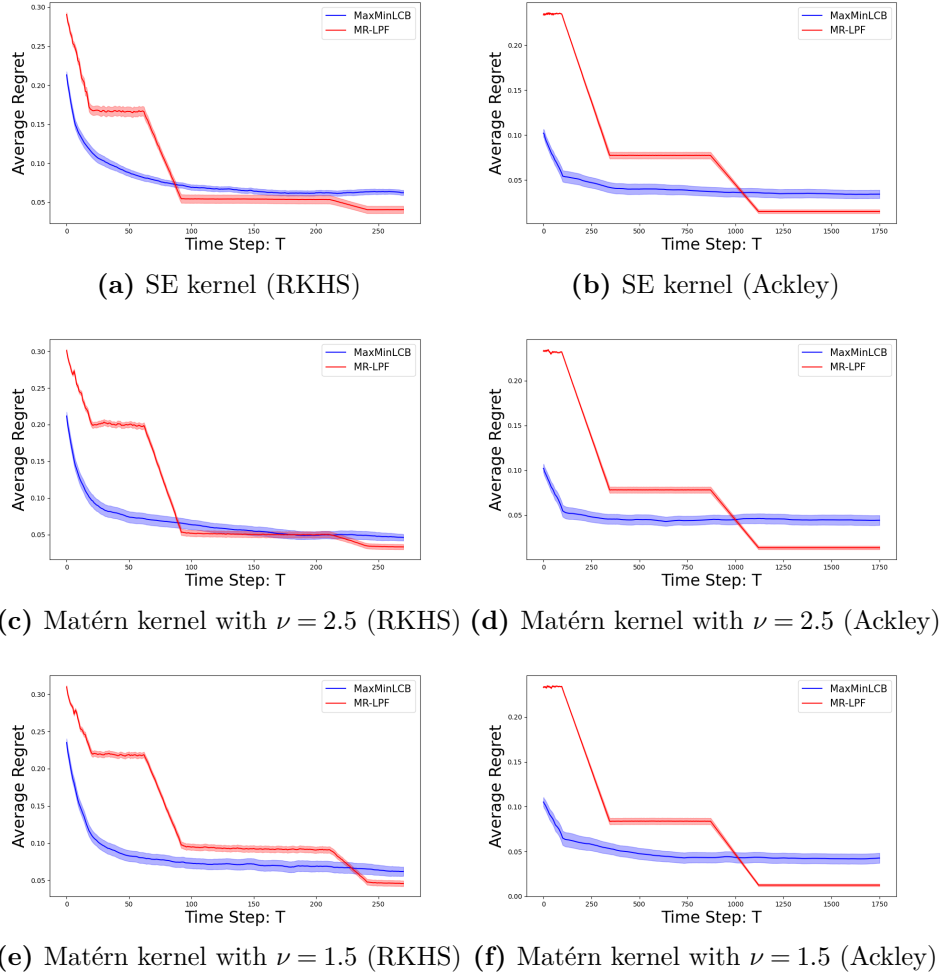 0.30
0.25
0.20
0.15
0.10
0.05
Average Regret
MaxMinLCB
MR-LPF
0 50 100 150 200 250
Time Step: T
(a) SE kernel (RKHS)
0.20
0.15
0.10
0.05
Average Regret
MaxMinLCB
MR-LPF
0 250 500 750 1000 1250 1500 1750
Time Step: T
(b) SE kernel (Ackley)
0.30
0.25
0.20
0.15
0.10
0.05
Average Regret
MaxMinLCB
MR-LPF
0 50 100 150 200 250
Time Step: T
(c) Matérn kernel with ν = 2.5 (RKHS)
0.20
0.15
0.10
0.05
Average Regret
MaxMinLCB
MR-LPF
0 250 500 750 1000 1250 1500 1750
Time Step: T
(d) Matérn kernel with ν = 2.5 (Ackley)
0.30
0.25
0.20
0.15
0.10
0.05
Average Regret
MaxMinLCB
MR-LPF
0 50 100 150 200 250
Time Step: T
(e) Matérn kernel with ν = 1.5 (RKHS)
0.20
0.15
0.10
0.05
0.00
Average Regret
MaxMinLCB
MR-LPF
0 250 500 750 1000 1250 1500 1750
Time Step: T
(f) Matérn kernel with ν = 1.5 (Ackley)